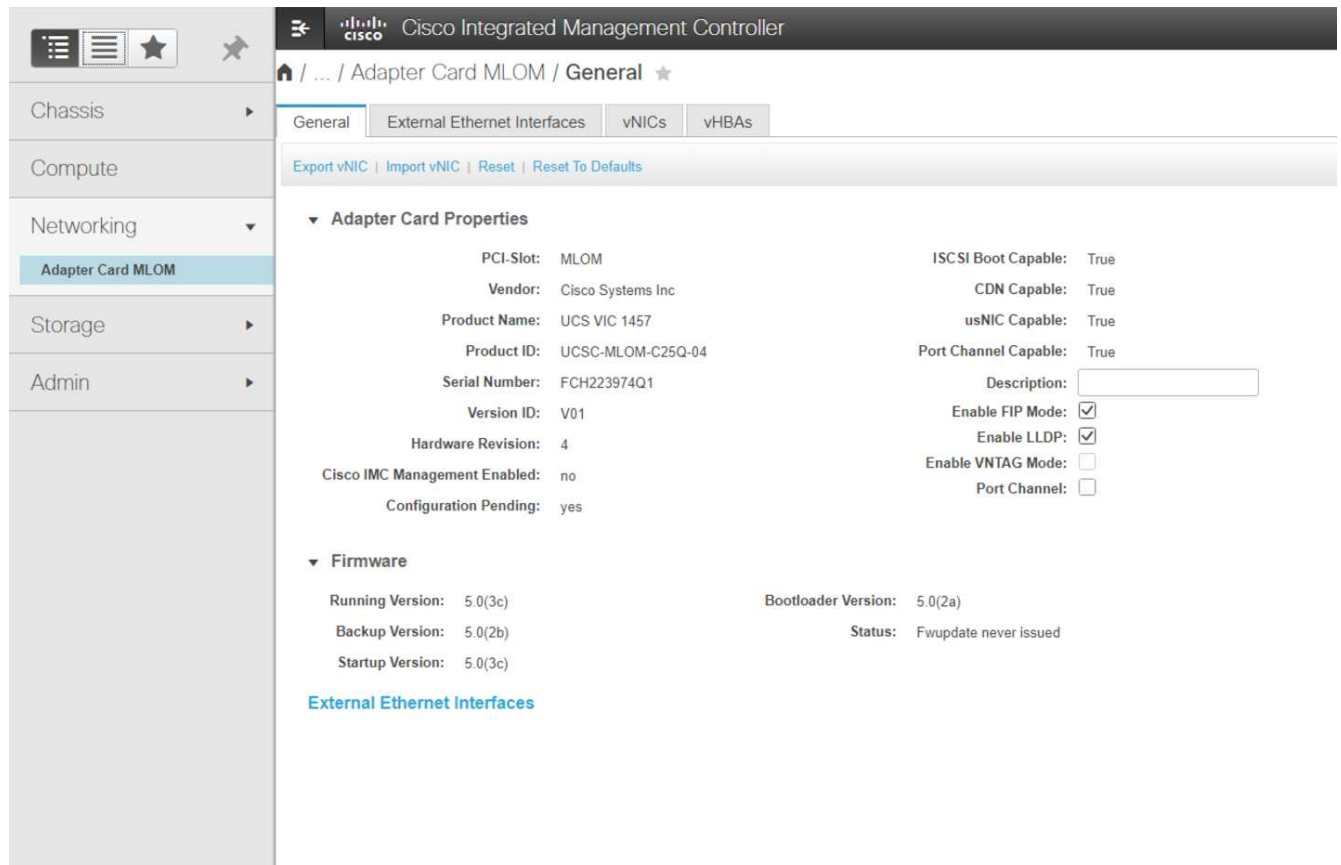 cisco Cisco Integrated Management Controller
/ ... / Adapter Card MLOM / General
Chassis
Compute
Networking
Adapter Card MLOM
Storage
Admin
General External Ethernet Interfaces vNICs vHBAs
Export vNIC | Import vNIC | Reset | Reset To Defaults
Adapter Card Properties
PCI-Slot: MLOM
Vendor: Cisco Systems Inc
Product Name: UCS VIC 1457
Product ID: UCSC-MLOM-C25Q-04
Serial Number: FCH223974Q1
Version ID: V01
Hardware Revision: 4
Cisco IMC Management Enabled: no
Configuration Pending: yes
ISCSI Boot Capable: True
CDN Capable: True
usNIC Capable: True
Port Channel Capable: True
Description:
Enable FIP Mode:
Enable LLDP:
Enable VNTAG Mode:
Port Channel:
Firmware
Running Version: 5.0(3c)
Backup Version: 5.0(2b)
Startup Version: 5.0(3c)
Bootloader Version: 5.0(2a)
Status: Fwupdate never issued
External Ethernet Interfaces